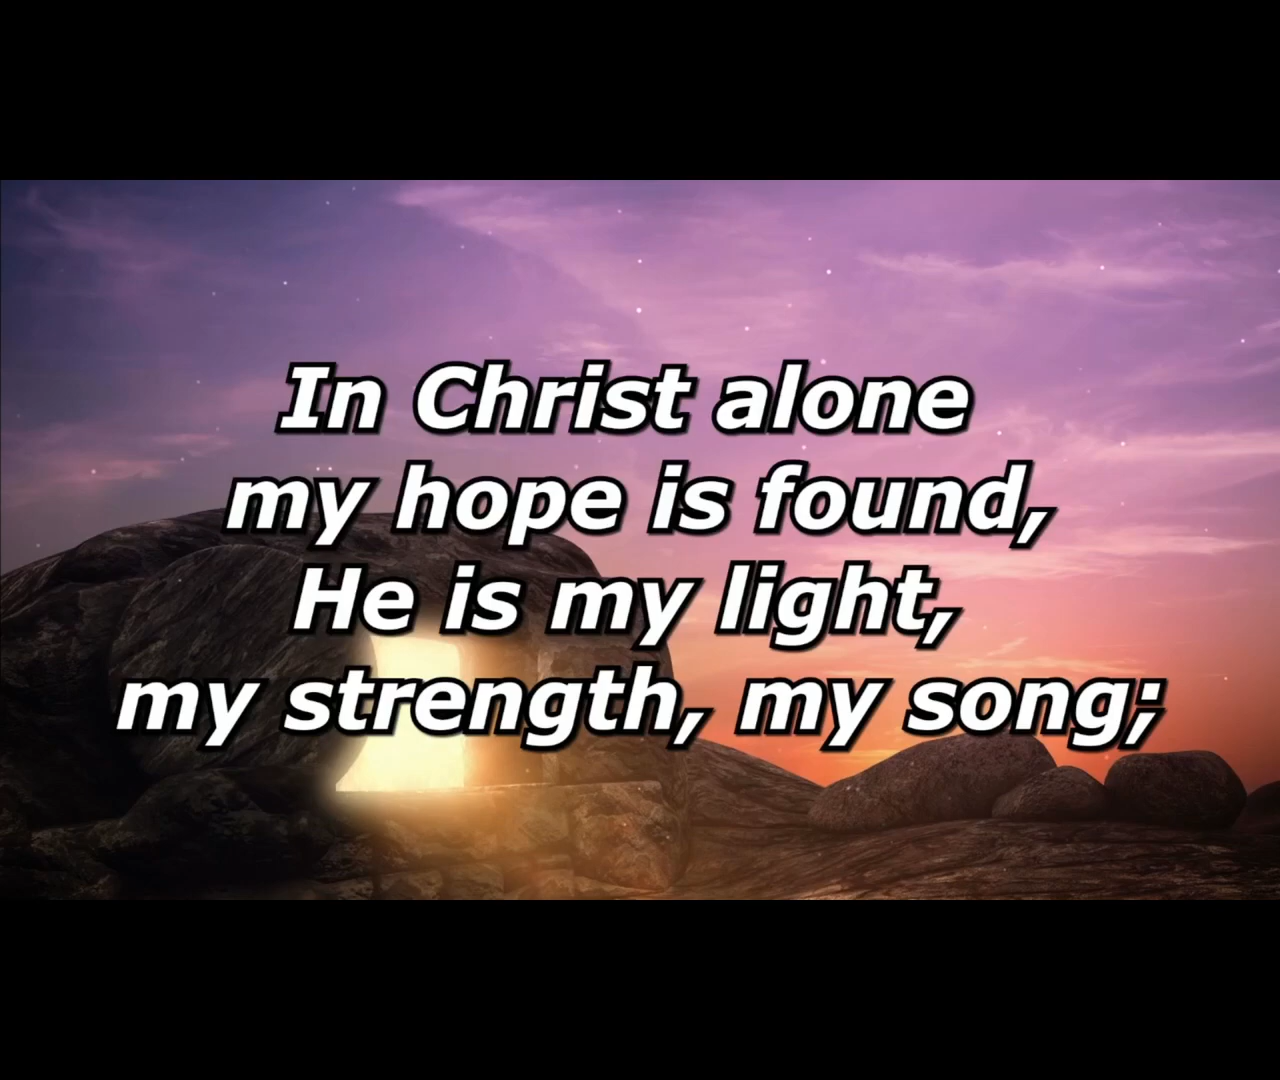 In Christ alone
my hope is found,
He is my light,
my strength, my song;